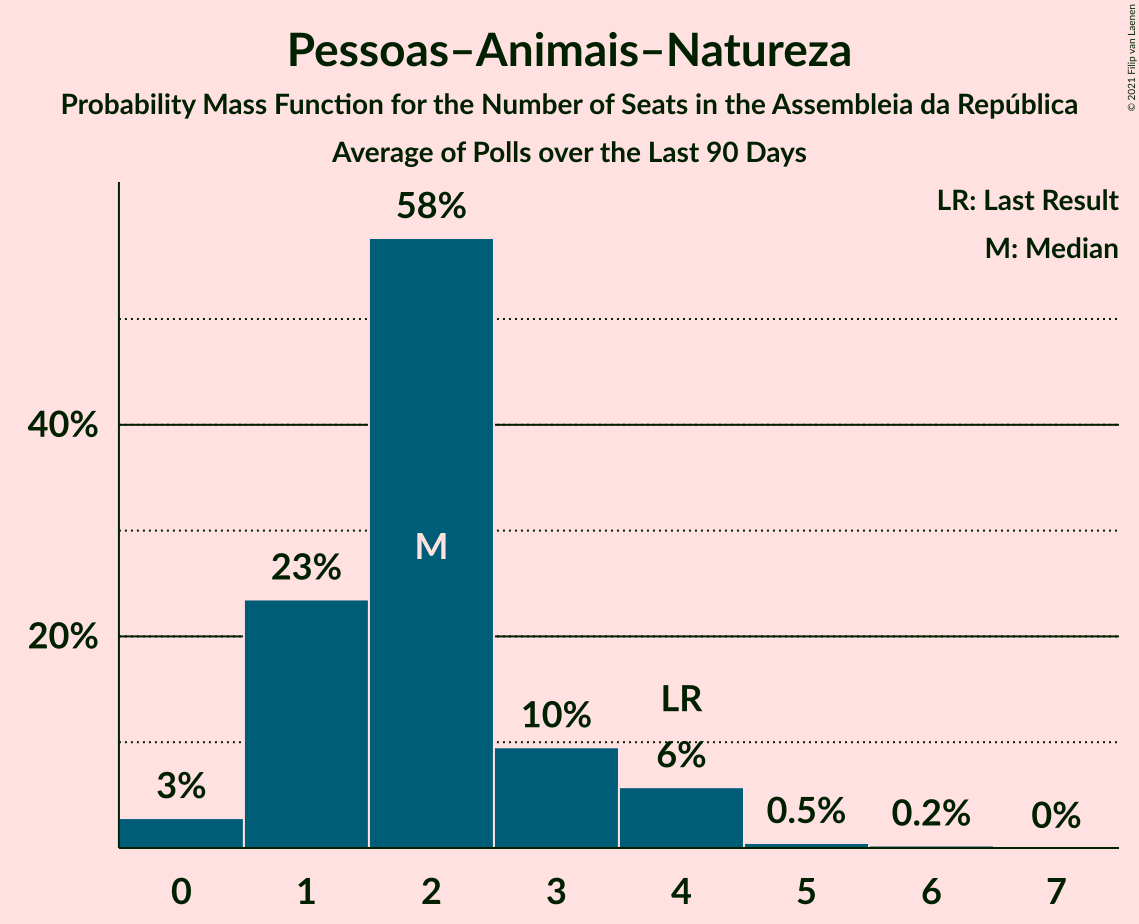 Pessoas–Animais–Natureza
Probability Mass Function for the Number of Seats in the Assembleia da República
Average of Polls over the Last 90 Days
© 2021 Filip van Laenen
LR: Last Result
M: Median
58%
40%
M
23%
20%
LR
10%
6%
3%
0.5%
0.2%
0%
0 1 2 3 4 5 6 7